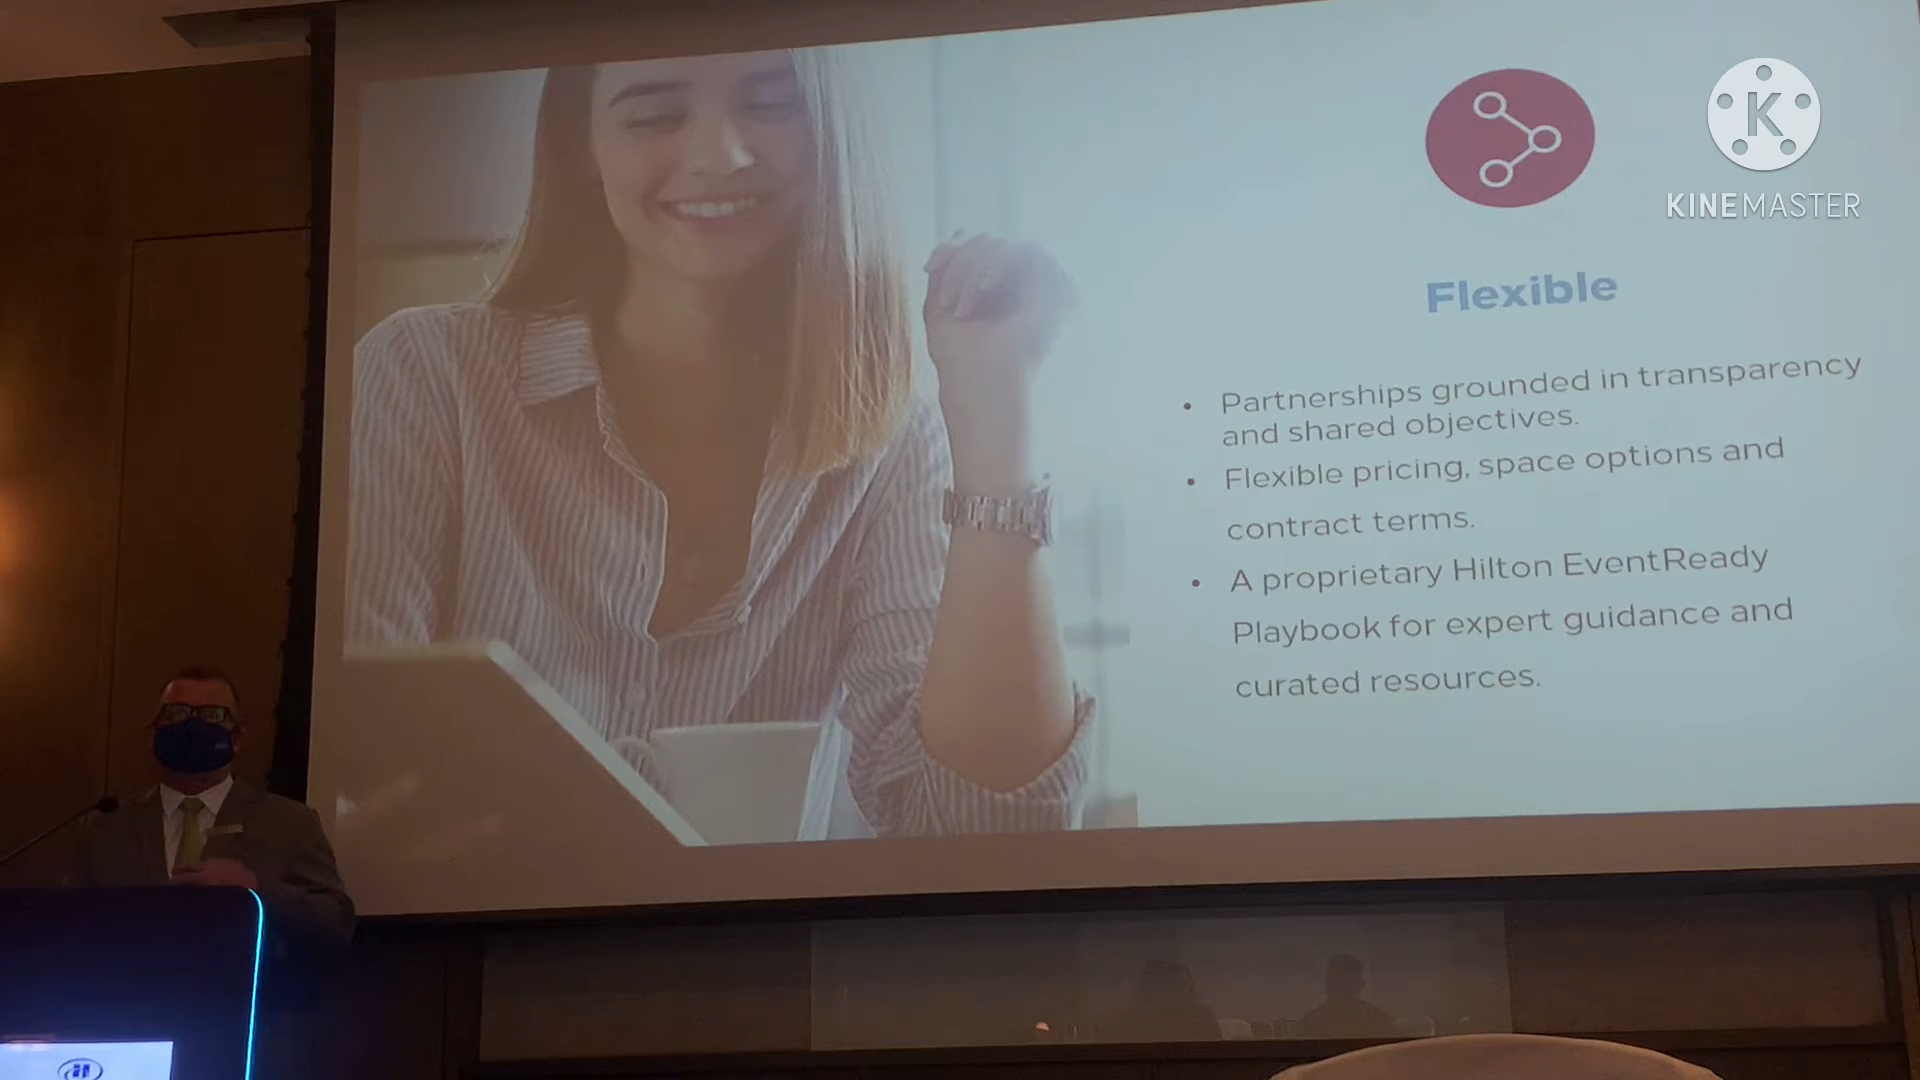 K
KINEMASTER
Flexible
• Partnerships grounded in transparency
and shared objectives.
• Flexible pricing, space options and
contract terms.
• A proprietary Hilton EventReady
Playbook for expert guidance and
curated resources.